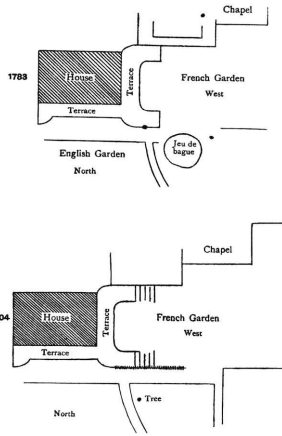 Chapel
1783
House
Terrace
French Garden
West
Terrace
English Garden
North
Jeu de
bague
Chapel
04
House
Terrace
French Garden
West
Terrace
North
Tree